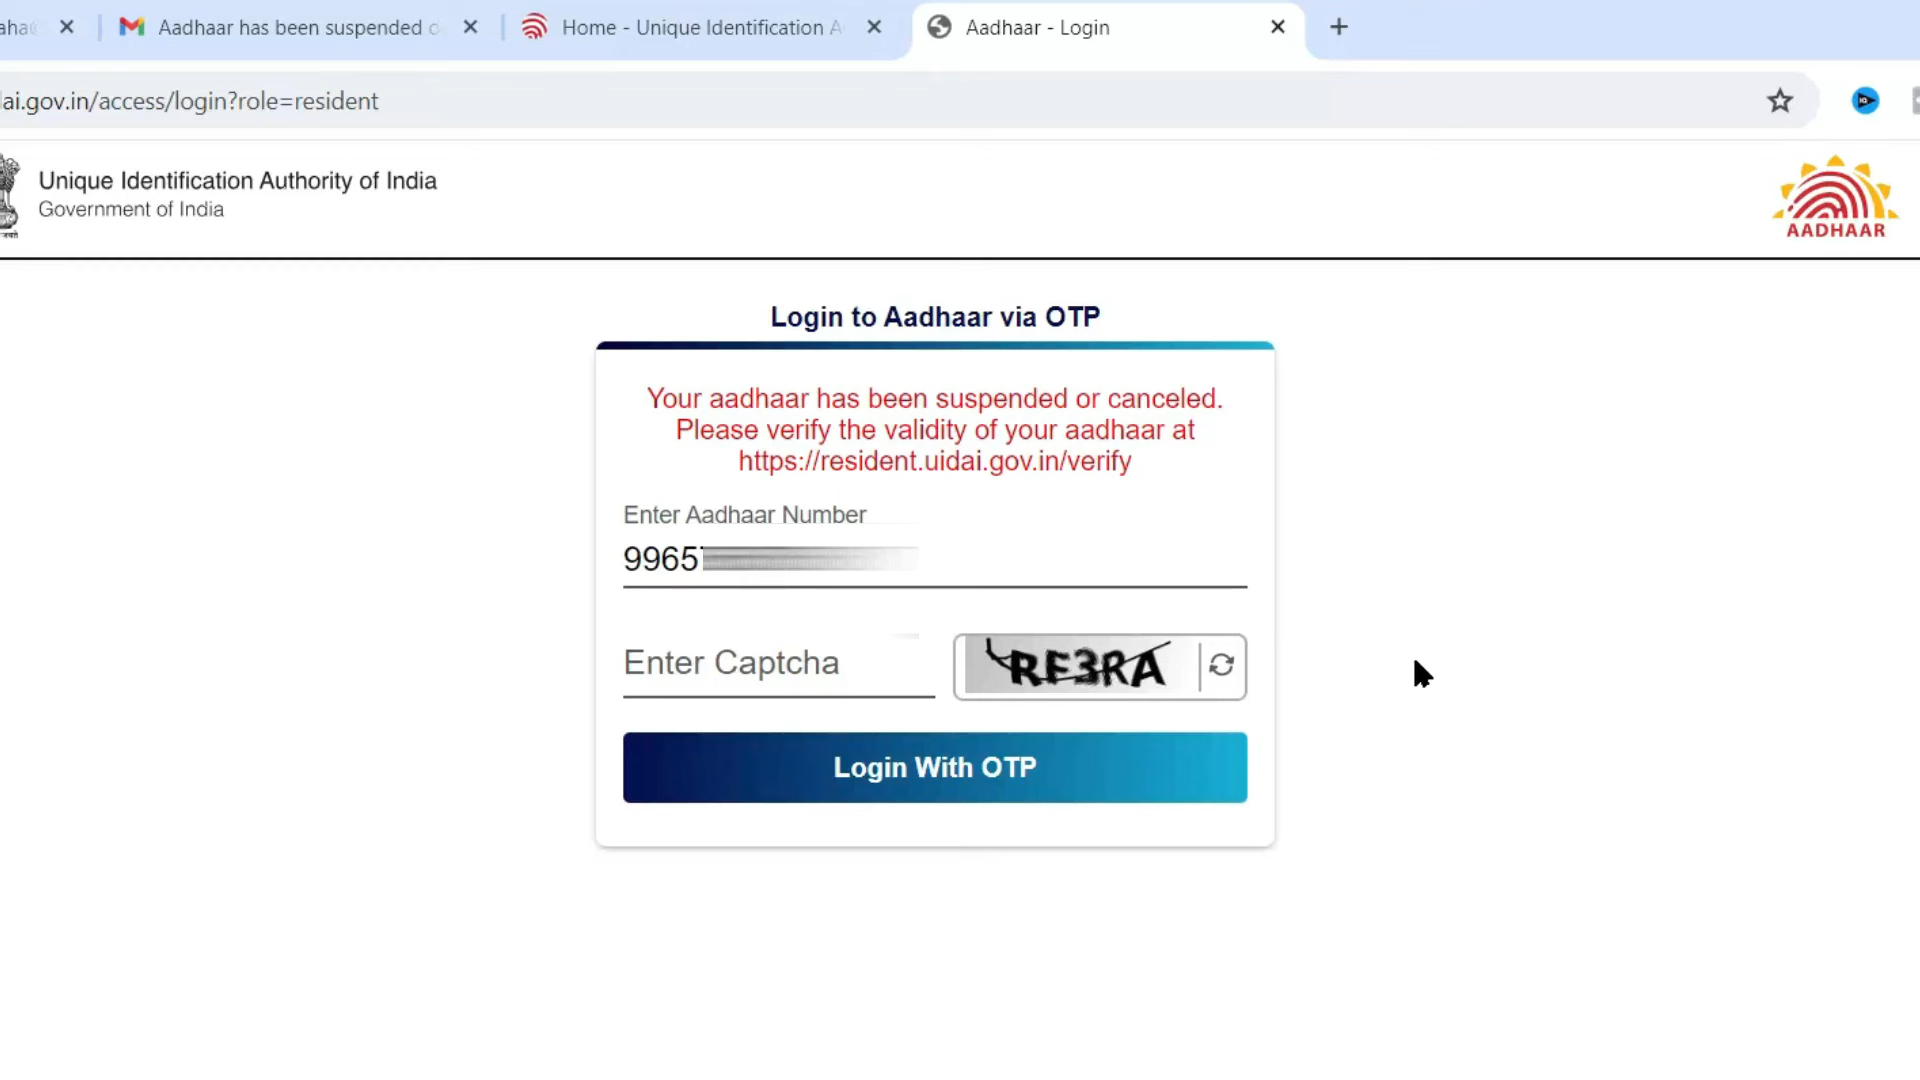 Aadhaar has been suspended
Home - Unique Identification
Aadhaar - Login
ai.gov.in/access/login?role=resident
Unique Identification Authority of India
Government of India
AADHAAR
Login to Aadhaar via OTP
Your aadhaar has been suspended or canceled.
Please verify the validity of your aadhaar at
https://resident.uidai.gov.in/verify
Enter Aadhaar Number
9965
Enter Captcha
Login With OTP